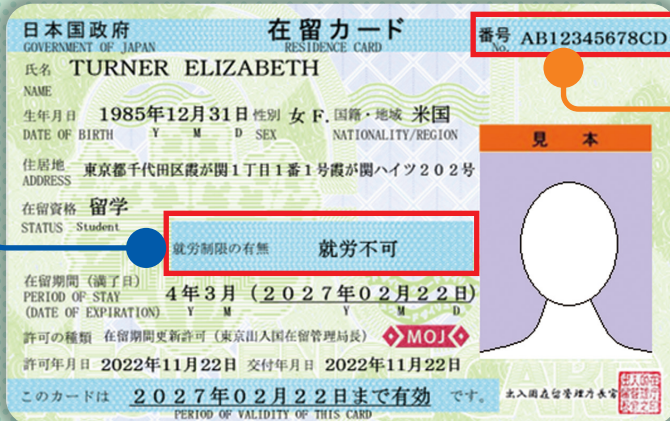 日本国政府 在留カード 番号 AB12345678CD
GOVERNMENT OF JAPAN RESIDENCE CARD No.
氏名 TURNER ELIZABETH
NAME
生年月日 1985年12月31日 性別 女 F. 国籍・地域 米国
DATE OF BIRTH Y M D SEX NATIONALITY/REGION
見本
住居地 東京都千代田区霞が関1丁目1番1号霞が関ハイツ202号
ADDRESS
在留資格 留学
STATUS Student
就労制限の有無 就労不可
在留期間(満了日) 4年3月(2027年02月22日)
PERIOD OF STAY
(DATE OF EXPIRATION) Y M Y M D
許可の種類 在留期間更新許可(東京出入国在留管理局長) MOJ
許可年月日 2022年11月22日 交付年月日 2022年11月22日
このカードは 2027年02月22日まで有効 です。 出入国在留管理庁長官
PERIOD OF VALIDITY OF THIS CARD